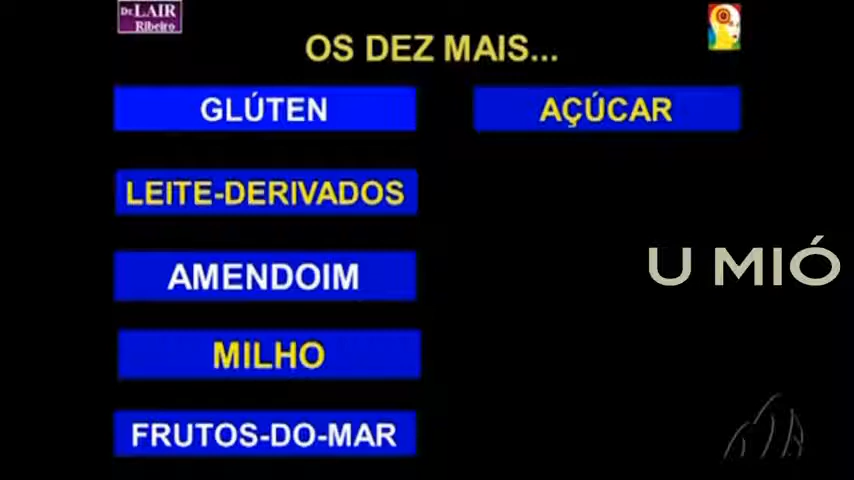 Dr. LAIR
Ribeiro
OS DEZ MAIS...
GLÚTEN
LEITE-DERIVADOS
AMENDOIM
MILHO
FRUTOS-DO-MAR
AÇÚCAR
U MIÓ